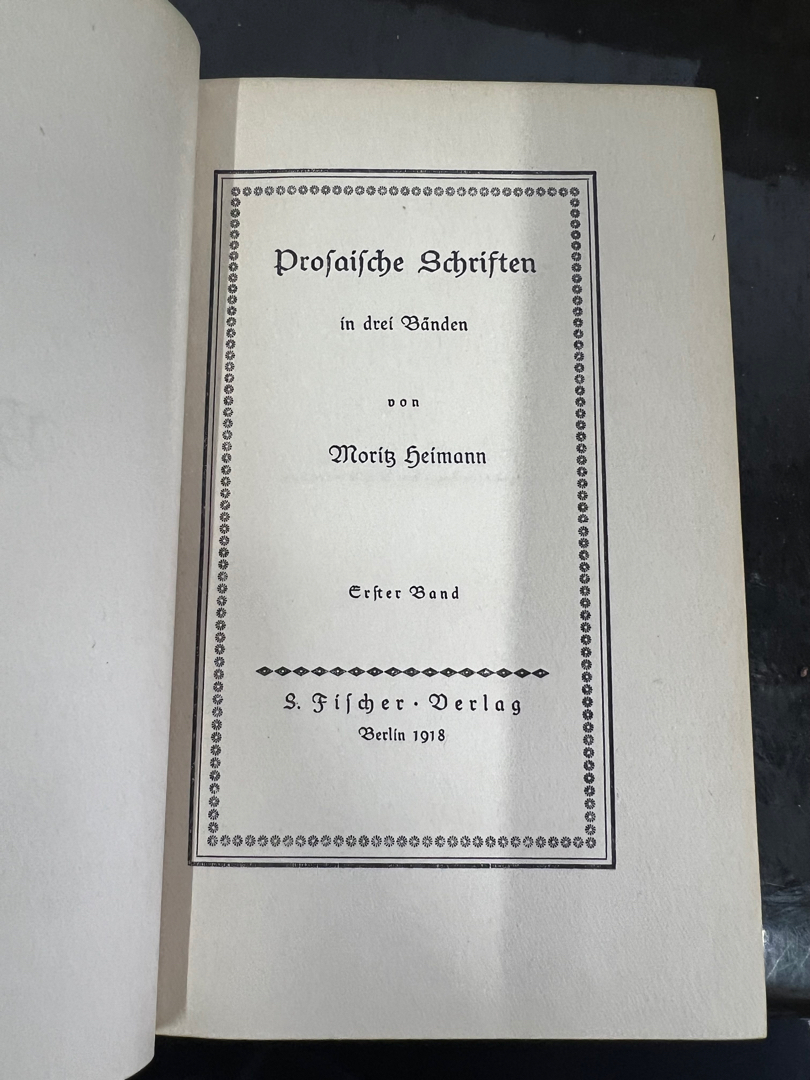 Proſaiſche Schriften
in drei Bänden
von
Moritz Heimann
Erſter Band
S. Fiſcher · Verlag
Berlin 1918